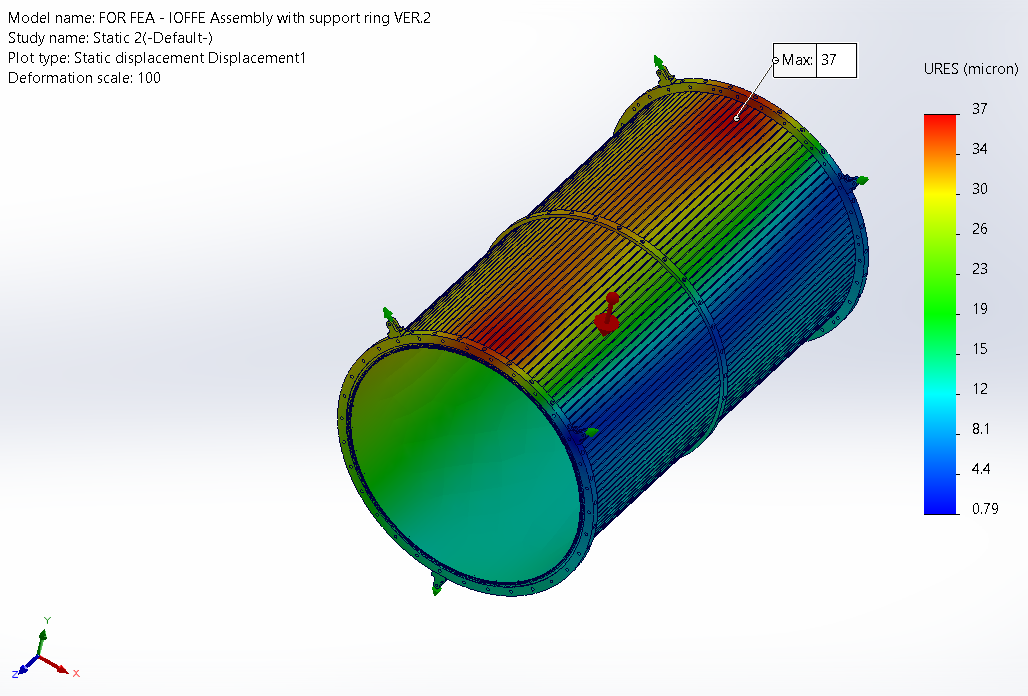 Model name: FOR FEA - IOFFE Assembly with support ring VER.2
Study name: Static 2(-Default-)
Plot type: Static displacement Displacement1
Deformation scale: 100
Max: 37
URES (micron)
37
34
30
26
23
19
15
12
8.1
4.4
0.79
Y
Z
X